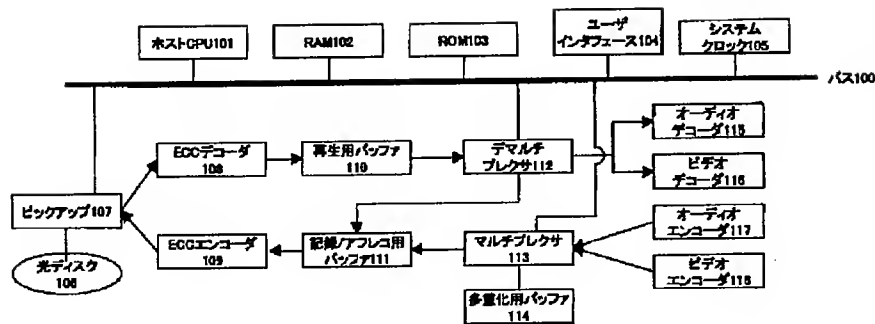 ホストCPU101
RAM102
ROM103
ユーザ
インタフェース104
システム
クロック105
バス100
ECCデコーダ
108
再生用バッファ
110
デマルチ
プレクサ112
オーディオ
デコーダ115
ビデオ
デコーダ116
ピックアップ107
光ディスク
106
ECCエンコーダ
109
記録/アフレコ用
バッファ111
マルチプレクサ
113
多重化用バッファ
114
オーディオ
エンコーダ117
ビデオ
エンコーダ118